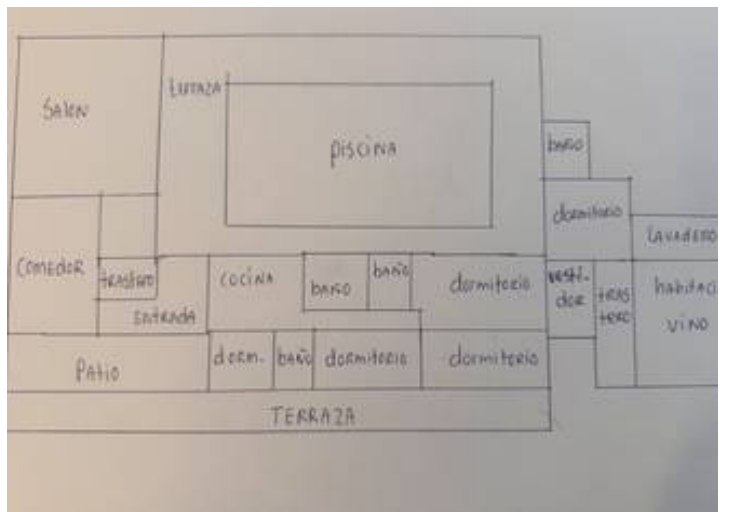 SALON
terraza
piscina
baño
dormitorio
LAVADERO
COMEDOR
trastero
COCINA
baño
baño
dormitorio
vesti-
dor
tras
tero
habitaci
VINO
ENTRADA
Patio
dorm.
baño
dormitorio
dormitorio
TERRAZA